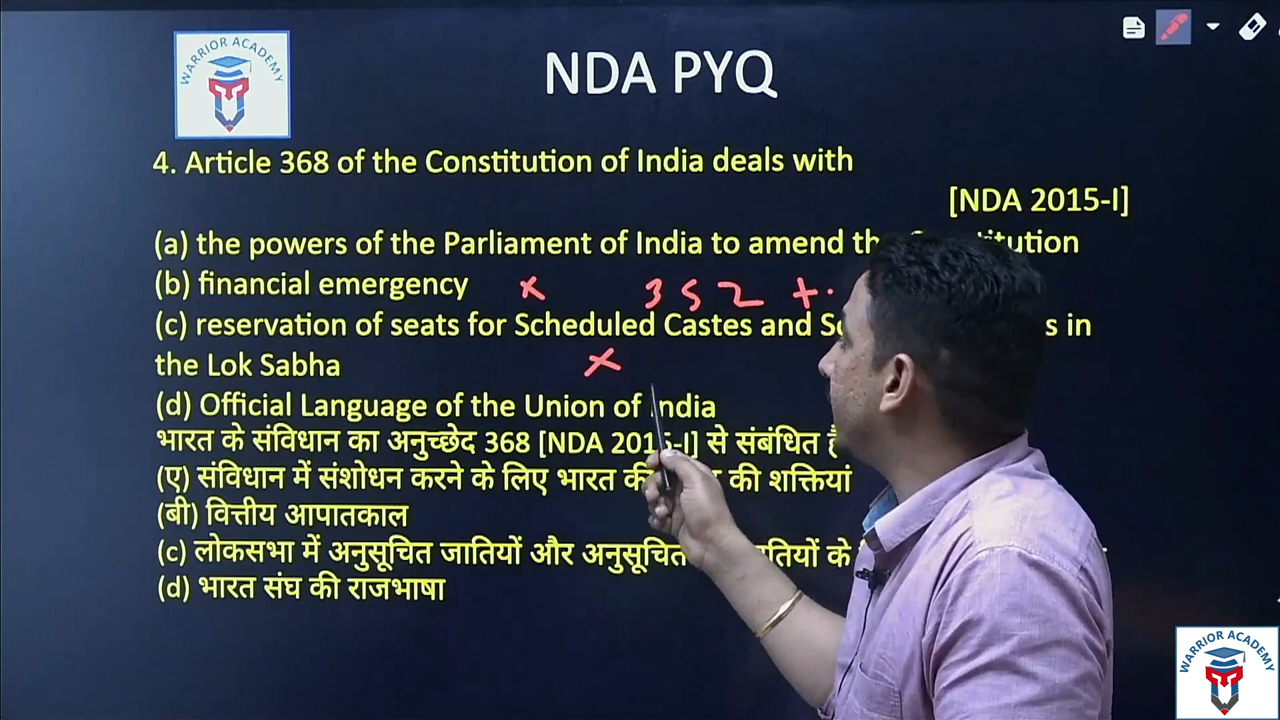 WARRIOR ACADEMY
NDA PYQ
4. Article 368 of the Constitution of India deals with
[NDA 2015-I]
(a) the powers of the Parliament of India to amend
(b) financial emergency × 352 +
(c) reservation of seats for Scheduled Castes and in
the Lok Sabha ×
(d) Official Language of the Union of India
भारत के संविधान का अनुच्छेद 368 [NDA 2015-I] से संबंधित है
(ए) संविधान में संशोधन करने के लिए भारत की शक्तियां
(बी) वित्तीय आपातकाल
(c) लोकसभा में अनुसूचित जातियों और अनुसूचित के
(d) भारत संघ की राजभाषा
WARRIOR ACADEMY